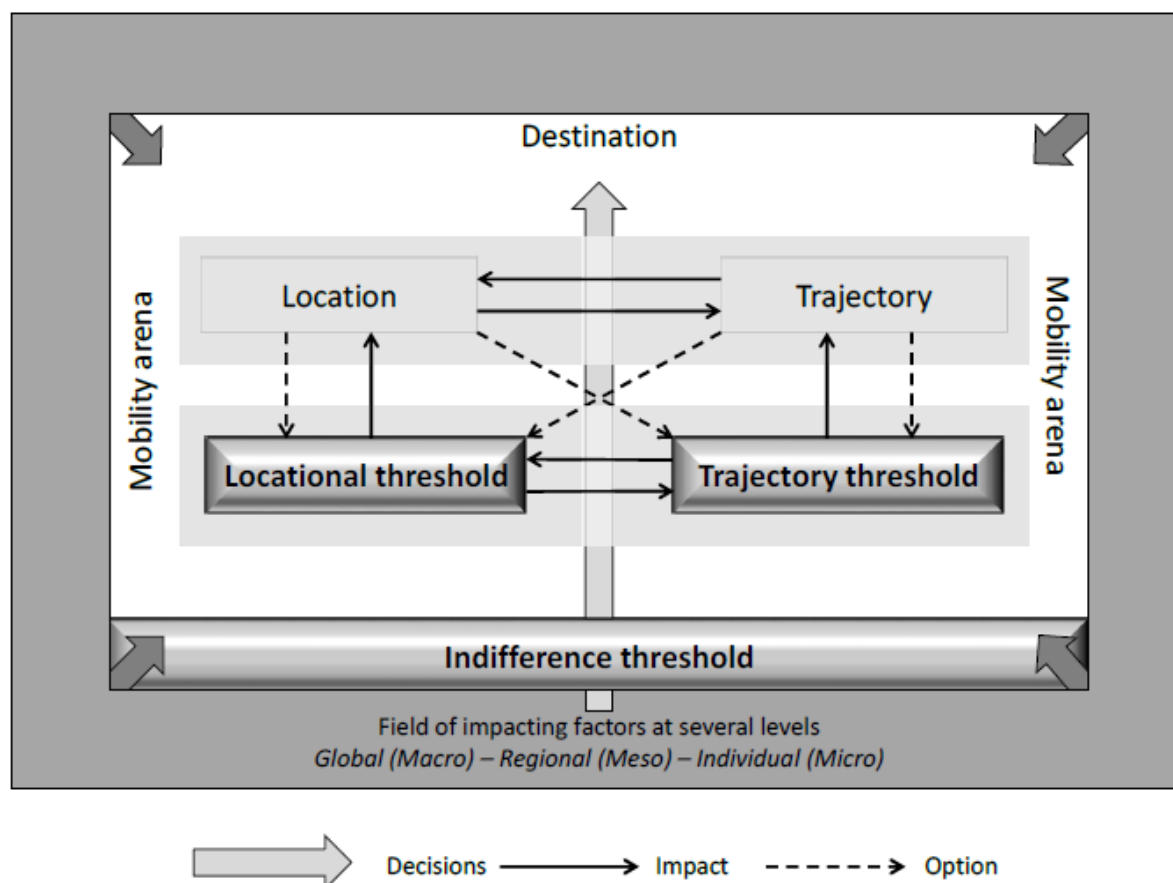 Destination
Mobility arena
Location
Trajectory
Mobility arena
Locational threshold
Trajectory threshold
Indifference threshold
Field of impacting factors at several levels
Global (Macro) – Regional (Meso) – Individual (Micro)
Decisions
Impact
Option